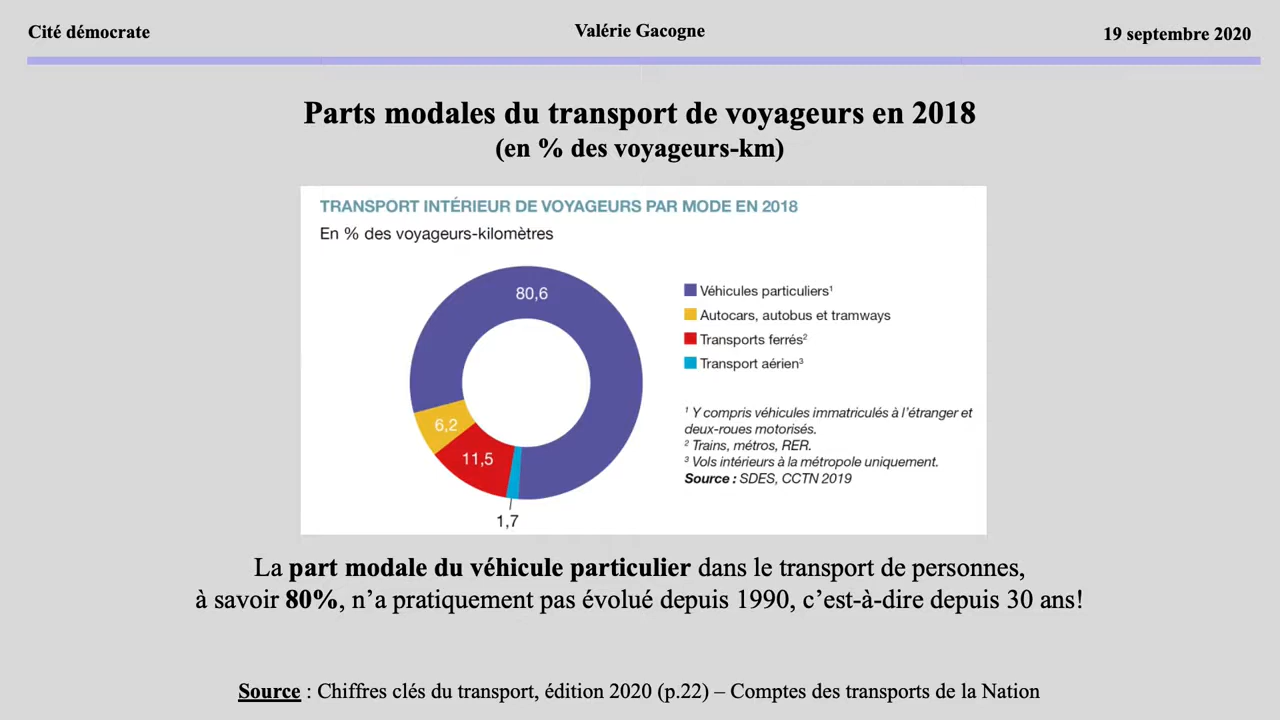 Cité démocrate
Valérie Gacogne
19 septembre 2020
Parts modales du transport de voyageurs en 2018
(en % des voyageurs-km)
TRANSPORT INTÉRIEUR DE VOYAGEURS PAR MODE EN 2018
En % des voyageurs-kilomètres
80,6
6,2
11,5
1,7
Véhicules particuliers¹
Autocars, autobus et tramways
Transports ferrés²
Transport aérien³
¹ Y compris véhicules immatriculés à l'étranger et
deux-roues motorisés.
² Trains, métros, RER.
³ Vols intérieurs à la métropole uniquement.
Source : SDES, CCTN 2019
La part modale du véhicule particulier dans le transport de personnes,
à savoir 80%, n’a pratiquement pas évolué depuis 1990, c’est-à-dire depuis 30 ans!
Source : Chiffres clés du transport, édition 2020 (p.22) – Comptes des transports de la Nation